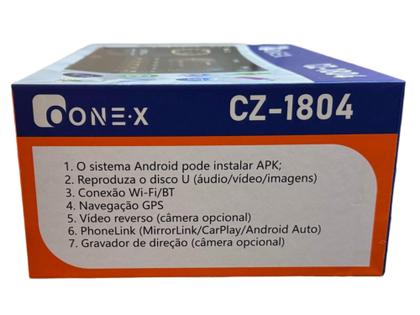 ONE-X
CZ-1804
CZ-1804
1. O sistema Android pode instalar APK;
2. Reproduza o disco U (áudio/vídeo/imagens)
3. Conexão Wi-Fi/BT
4. Navegação GPS
5. Vídeo reverso (câmera opcional)
6. PhoneLink (MirrorLink/CarPlay/Android Auto)
7. Gravador de direção (câmera opcional)